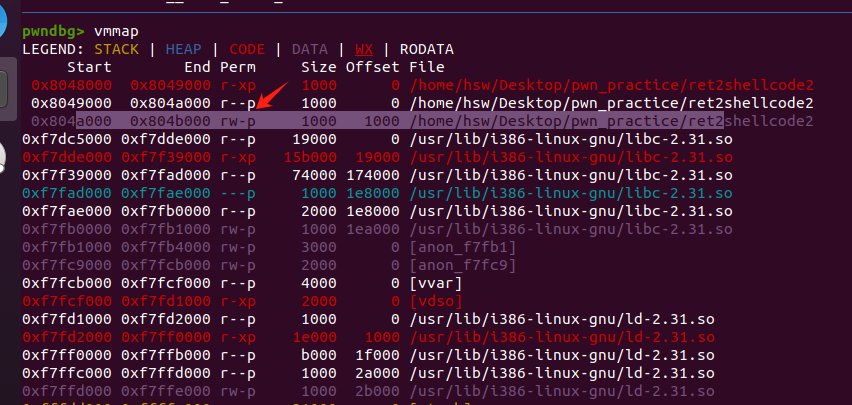 pwndbg> vmmap
LEGEND: STACK | HEAP | CODE | DATA | WX | RODATA
Start End Perm Size Offset File
0x8048000 0x8049000 r-xp 1000 0 /home/hsw/Desktop/pwn_practice/ret2shellcode2
0x8049000 0x804a000 r--p 1000 0 /home/hsw/Desktop/pwn_practice/ret2shellcode2
0x804a000 0x804b000 rw-p 1000 1000 /home/hsw/Desktop/pwn_practice/ret2shellcode2
0xf7dc5000 0xf7dde000 r--p 19000 0 /usr/lib/i386-linux-gnu/libc-2.31.so
0xf7dde000 0xf7f39000 r-xp 15b000 19000 /usr/lib/i386-linux-gnu/libc-2.31.so
0xf7f39000 0xf7fad000 r--p 74000 174000 /usr/lib/i386-linux-gnu/libc-2.31.so
0xf7fad000 0xf7fae000 ---p 1000 1e8000 /usr/lib/i386-linux-gnu/libc-2.31.so
0xf7fae000 0xf7fb0000 r--p 2000 1e8000 /usr/lib/i386-linux-gnu/libc-2.31.so
0xf7fb0000 0xf7fb1000 rw-p 1000 1ea000 /usr/lib/i386-linux-gnu/libc-2.31.so
0xf7fb1000 0xf7fb4000 rw-p 3000 0 [anon_f7fb1]
0xf7fc9000 0xf7fcb000 rw-p 2000 0 [anon_f7fc9]
0xf7fcb000 0xf7fcf000 r--p 4000 0 [vvar]
0xf7fcf000 0xf7fd1000 r-xp 2000 0 [vdso]
0xf7fd1000 0xf7fd2000 r--p 1000 0 /usr/lib/i386-linux-gnu/ld-2.31.so
0xf7fd2000 0xf7ff0000 r-xp 1e000 1000 /usr/lib/i386-linux-gnu/ld-2.31.so
0xf7ff0000 0xf7ffb000 r--p b000 1f000 /usr/lib/i386-linux-gnu/ld-2.31.so
0xf7ffc000 0xf7ffd000 r--p 1000 2a000 /usr/lib/i386-linux-gnu/ld-2.31.so
0xf7ffd000 0xf7ffe000 rw-p 1000 2b000 /usr/lib/i386-linux-gnu/ld-2.31.so